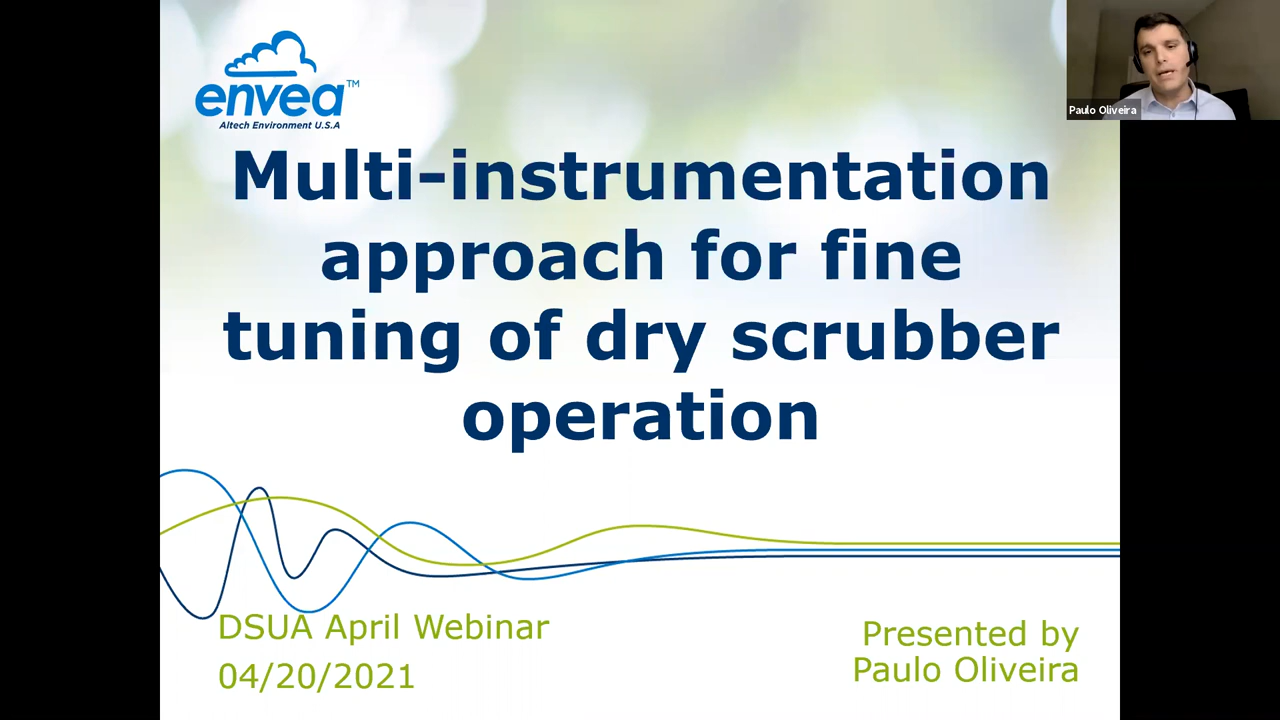 envea™
Altech Environment U.S.A
Paulo Oliveira
Multi-instrumentation
approach for fine
tuning of dry scrubber
operation
DSUA April Webinar
04/20/2021
Presented by
Paulo Oliveira